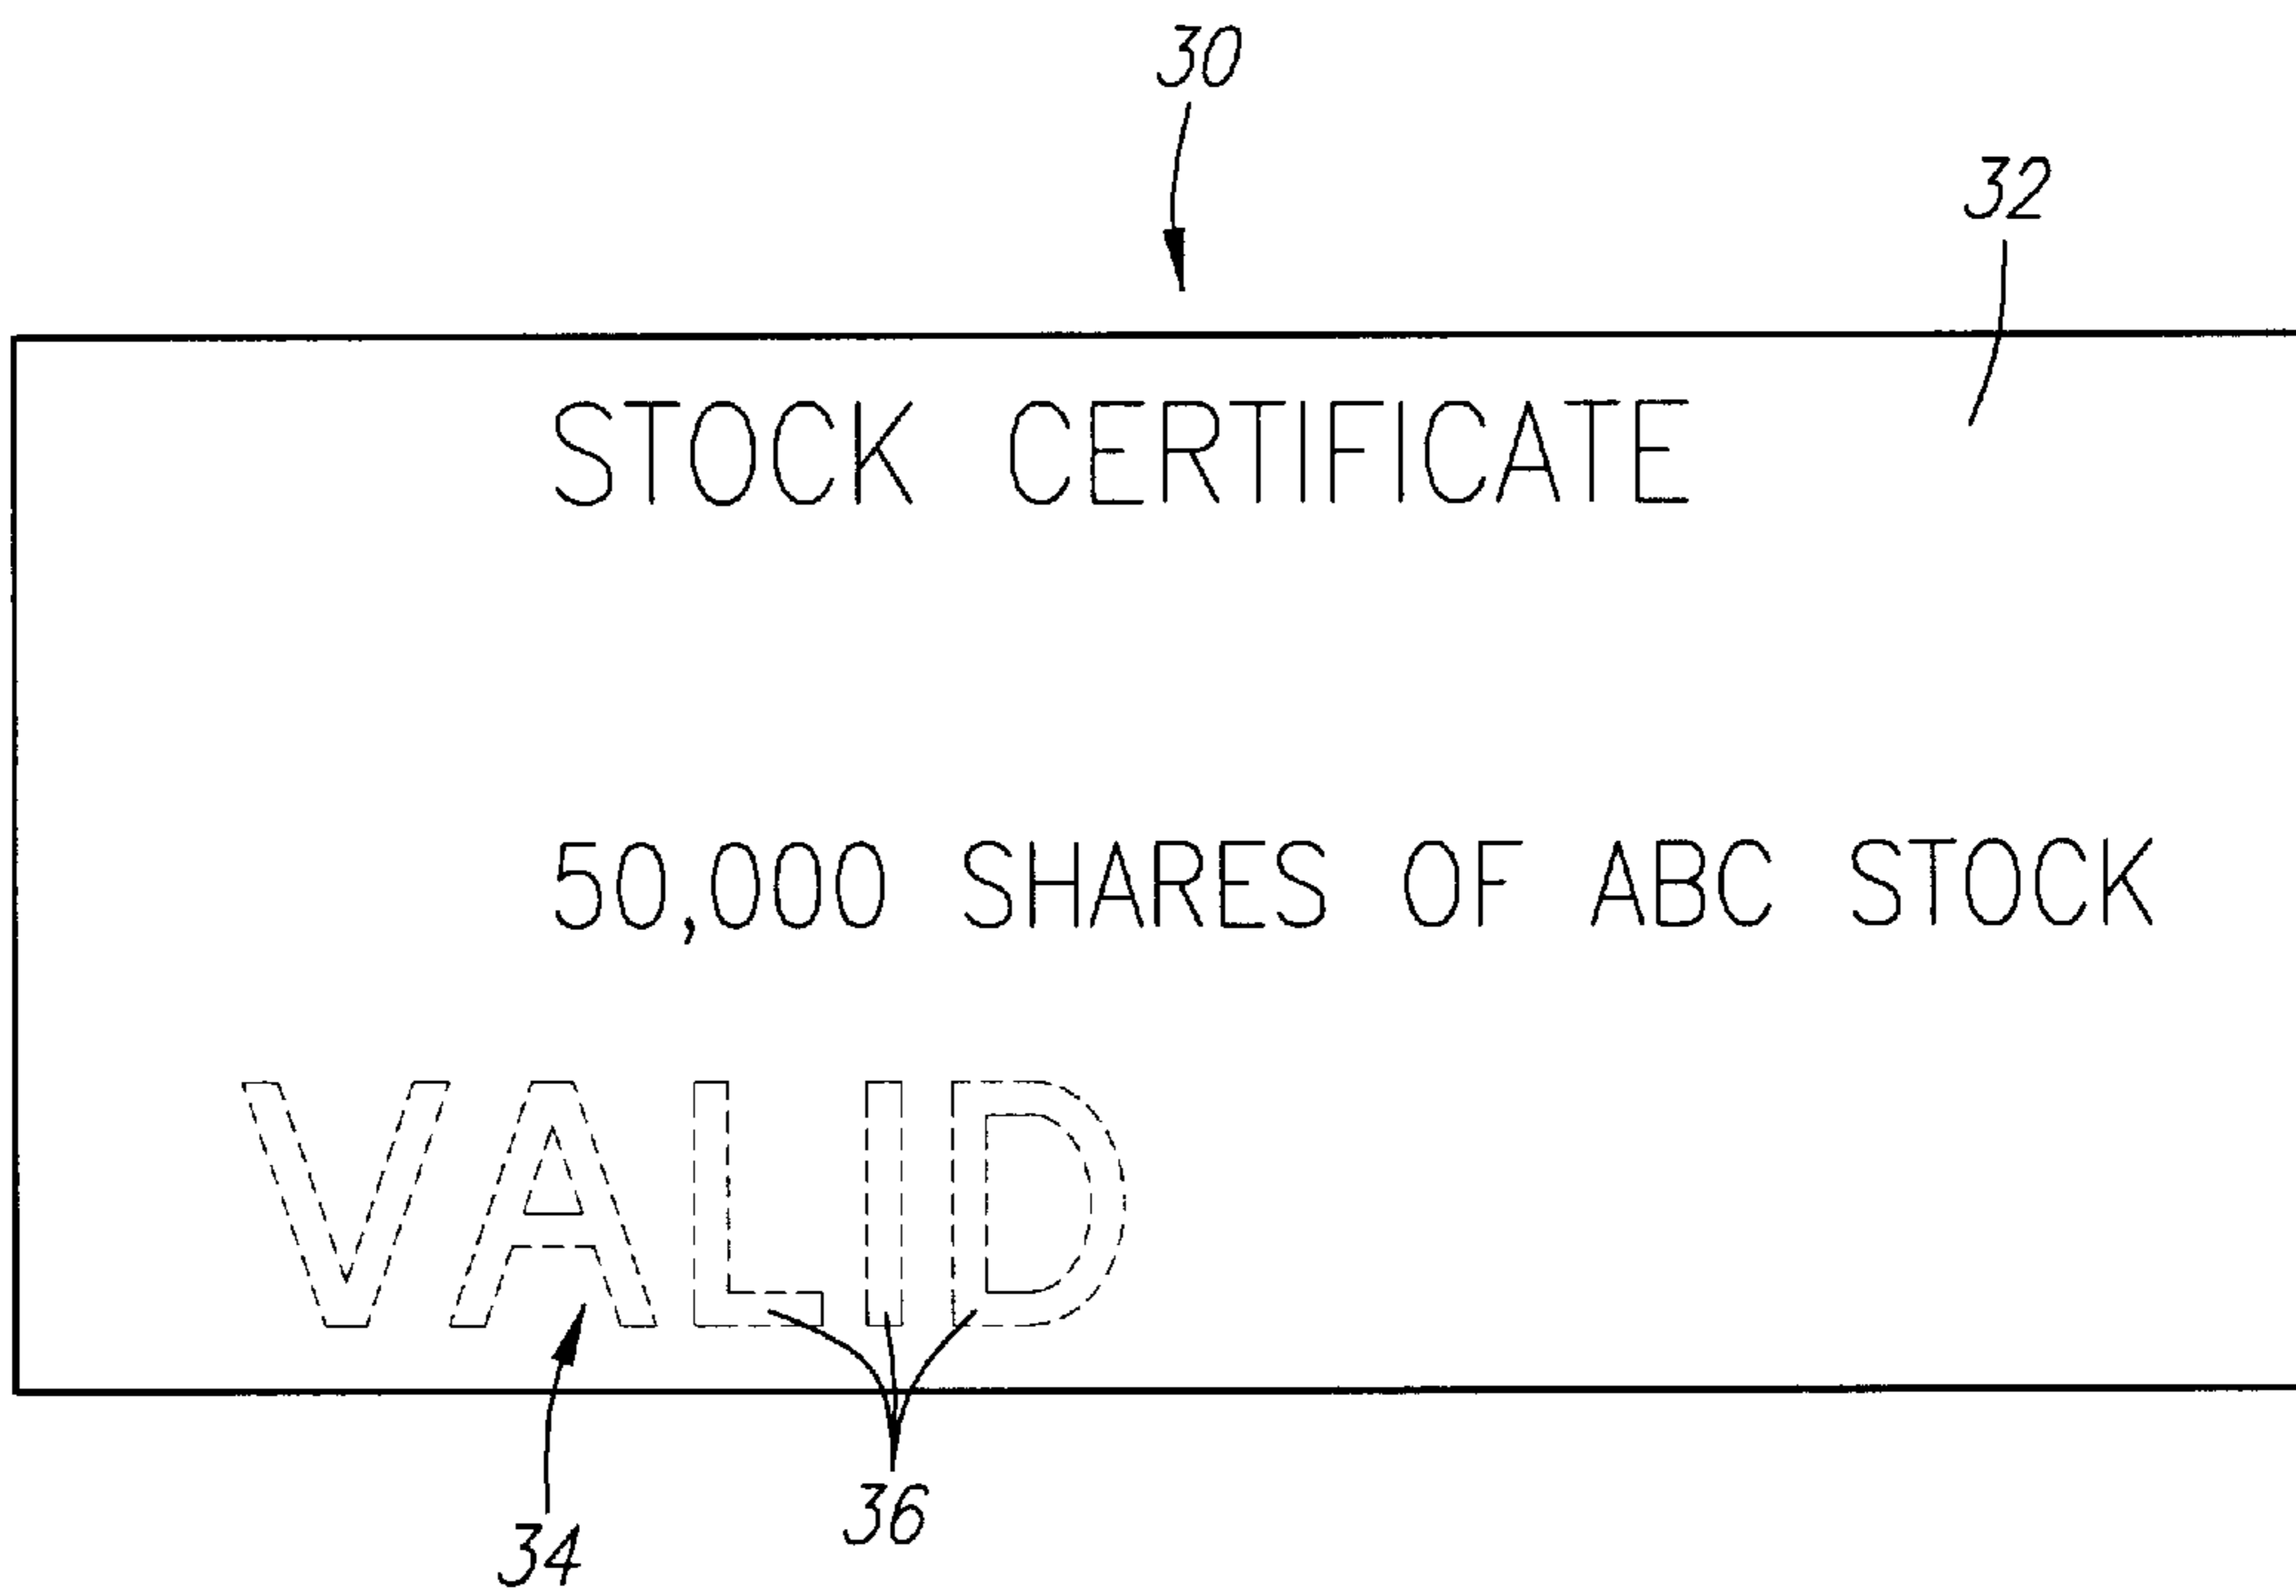 30
32
STOCK CERTIFICATE
50,000 SHARES OF ABC STOCK
VALID
36
34